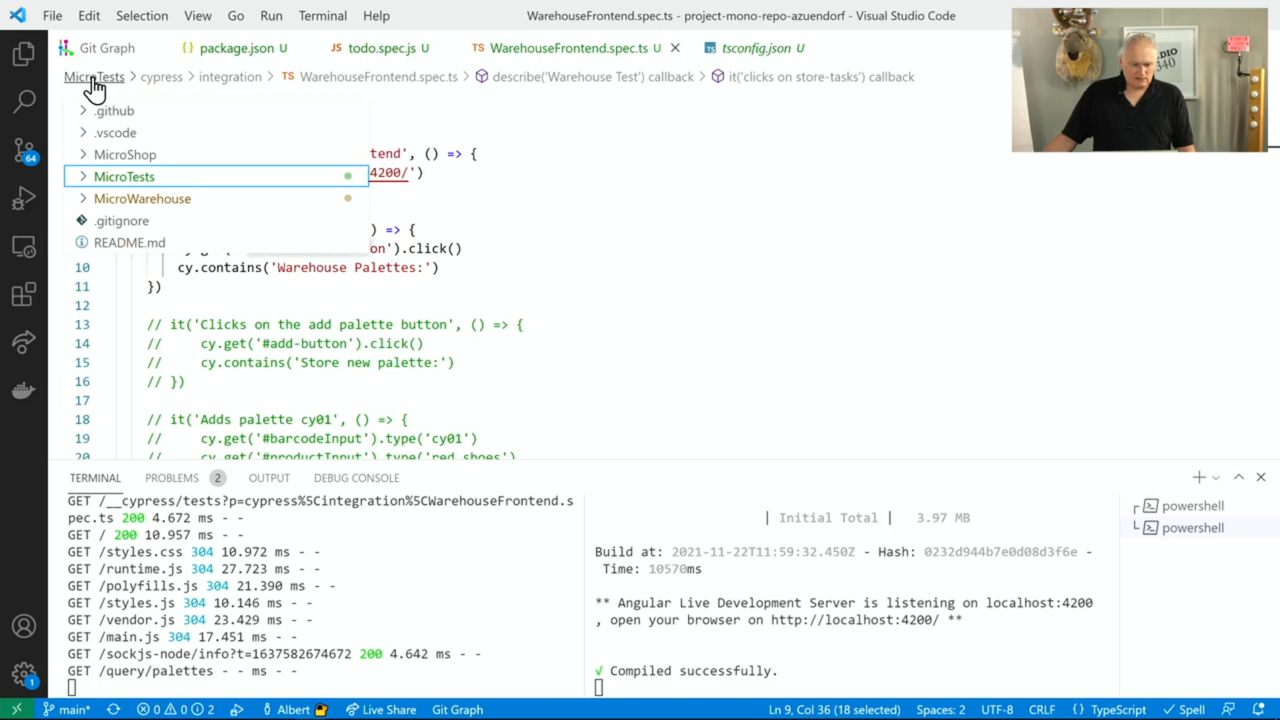 File Edit Selection View Go Run Terminal Help WarehouseFrontend.spec.ts - project-mono-repo-azuendorf - Visual Studio Code
Git Graph package.json U JS todo.spec.js U TS WarehouseFrontend.spec.ts U TS tsconfig.json U
MicroTests > cypress > integration > TS WarehouseFrontend.spec.ts > describe('Warehouse Test') callback > it('clicks on store-tasks') callback
.github
.vscode
MicroShop
MicroTests
MicroWarehouse
.gitignore
README.md
tend', () => {
4200/')
) => {
on').click()
10 cy.contains('Warehouse Palettes:')
11 })
12
13 // it('Clicks on the add palette button', () => {
14 // cy.get('#add-button').click()
15 // cy.contains('Store new palette:')
16 // })
17
18 // it('Adds palette cy01', () => {
19 // cy.get('#barcodeInput').type('cy01')
20 // cy.get('#productInput').type('red shoes')
TERMINAL PROBLEMS 2 OUTPUT DEBUG CONSOLE
GET /__cypress/tests?p=cypress%5Cintegration%5CWarehouseFrontend.s
pec.ts 200 4.672 ms - -
GET / 200 10.957 ms - -
GET /styles.css 304 10.972 ms - -
GET /runtime.js 304 27.723 ms - -
GET /polyfills.js 304 21.390 ms - -
GET /styles.js 304 10.146 ms - -
GET /vendor.js 304 23.429 ms - -
GET /main.js 304 17.451 ms - -
GET /sockjs-node/info?t=1637582674672 200 4.642 ms - -
GET /query/palettes - - ms - -
| Initial Total | 3.97 MB
Build at: 2021-11-22T11:59:32.450Z - Hash: 0232d944b7e0d08d3f6e -
Time: 10570ms
** Angular Live Development Server is listening on localhost:4200
, open your browser on http://localhost:4200/ **
√ Compiled successfully.
powershell
powershell
64
1
main* 0 0 2 Albert Live Share Git Graph Ln 9, Col 36 (18 selected) Spaces: 2 UTF-8 CRLF {} TypeScript Spell